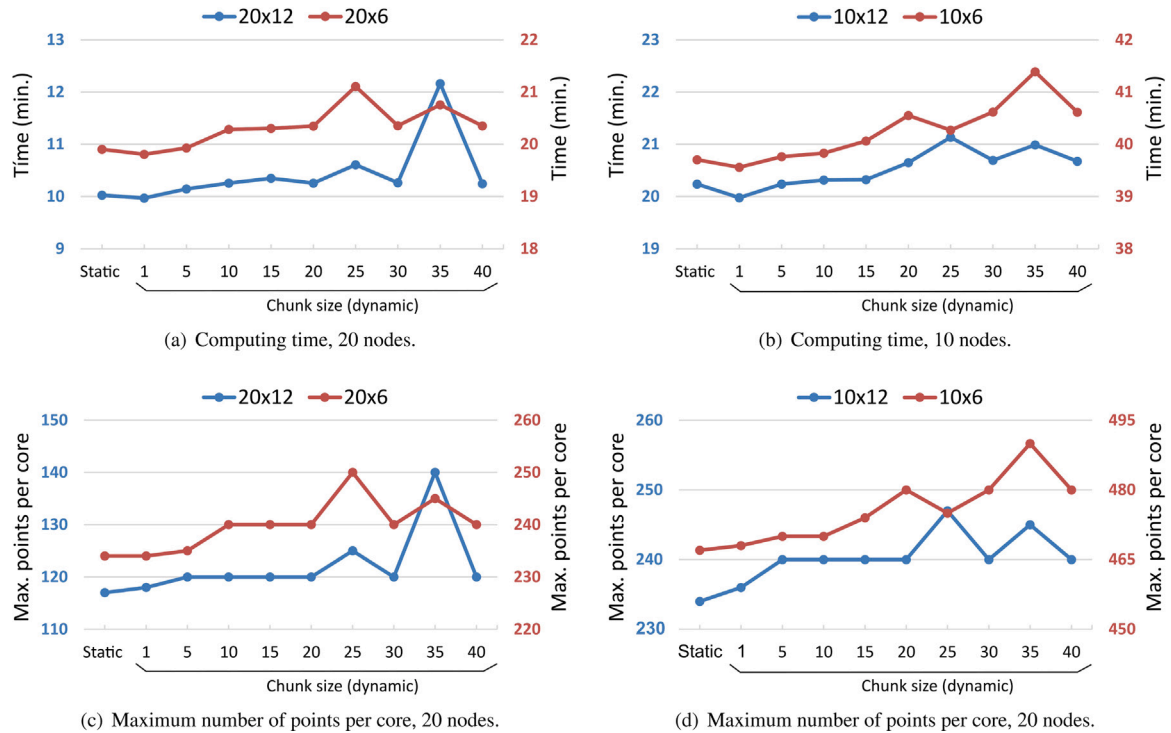 20x12 20x6
13 22
12 21
11 20
10 19
9 18
Tíme (min.)
Time (min.)
Static 1 5 10 15 20 25 30 35 40
Chunk size (dynamic)
(a) Computing time, 20 nodes.
10x12 10x6
23 42
22 41
21 40
20 39
19 38
Tíme (min.)
Time (min.)
Static 1 5 10 15 20 25 30 35 40
Chunk size (dynamic)
(b) Computing time, 10 nodes.
20x12 20x6
150 260
140 250
130 240
120 230
110 220
Max. points per core
Max. points per core
Static 1 5 10 15 20 25 30 35 40
Chunk size (dynamic)
(c) Maximum number of points per core, 20 nodes.
10x12 10x6
260 495
250 480
240 465
230 450
Max. points per core
Max. points per core
Static 1 5 10 15 20 25 30 35 40
Chunk size (dynamic)
(d) Maximum number of points per core, 20 nodes.